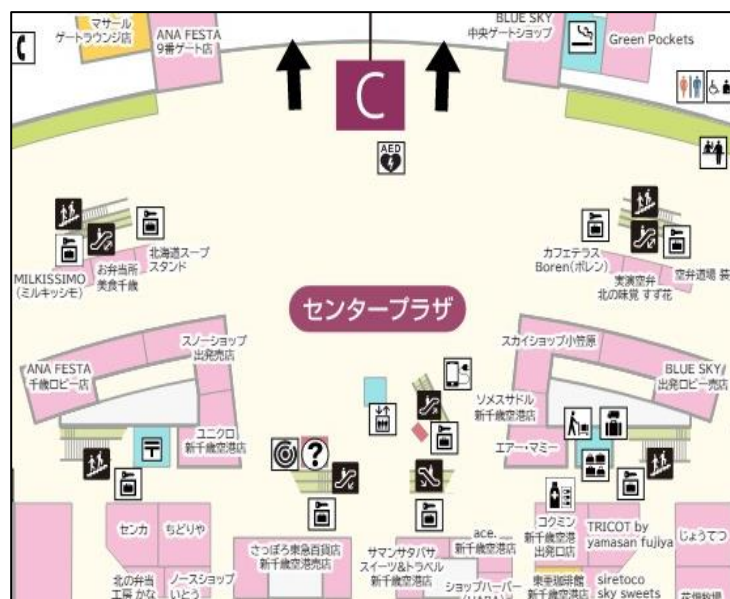 マサール
ゲートラウンジ店
ANA FESTA
9番ゲート店
BLUE SKY
中央ゲートショップ
Green Pockets
C
AED
MILKISSIMO
(ミルキッシモ)
お弁当所
美食千歳
北海道スープ
スタンド
カフェテラス
Boren(ボレン)
実演空弁
北の味覚 すず花
空弁道場 装
センタープラザ
ANA FESTA
千歳ロビー店
スノーショップ
出発売店
スカイショップ小笠原
BLUE SKY
出発ロビー売店
ユニクロ
新千歳空港店
ソメスサドル
新千歳空港店
エアー・マミー
?
センカ
ちどりや
さっぽろ東急百貨店
新千歳空港売店
サマンサタバサ
スイーツ&トラベル
新千歳空港店
ace.
新千歳空港店
コクミン
新千歳空港
出発口店
TRICOT by
yamasan fujiya
じょうてつ
北の弁当
工房 かな
ノースショップ
いとう
ショップハーバー
東亜珈琲館
新千歳空港店
siretoco
sky sweets
花畑牧場